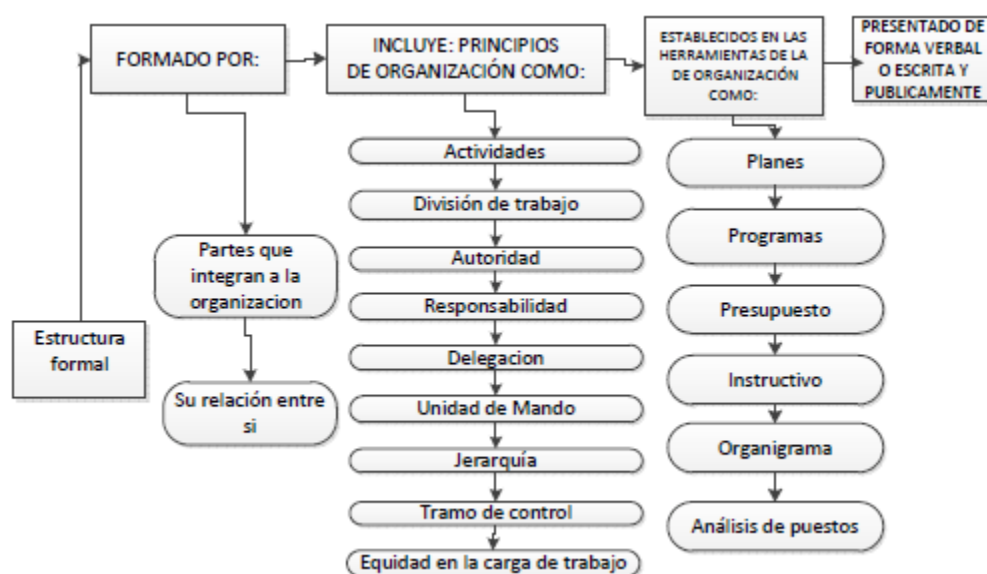 FORMADO POR:
INCLUYE: PRINCIPIOS
DE ORGANIZACIÓN COMO:
ESTABLECIDOS EN LAS
HERRAMIENTAS DE LA
DE ORGANIZACIÓN
COMO:
PRESENTADO DE
FORMA VERBAL
O ESCRITA Y
PUBLICAMENTE
Estructura
formal
Partes que
integran a la
organizacion
Su relación entre
si
Actividades
División de trabajo
Autoridad
Responsabilidad
Delegacion
Unidad de Mando
Jerarquía
Tramo de control
Equidad en la carga de trabajo
Planes
Programas
Presupuesto
Instructivo
Organigrama
Análisis de puestos